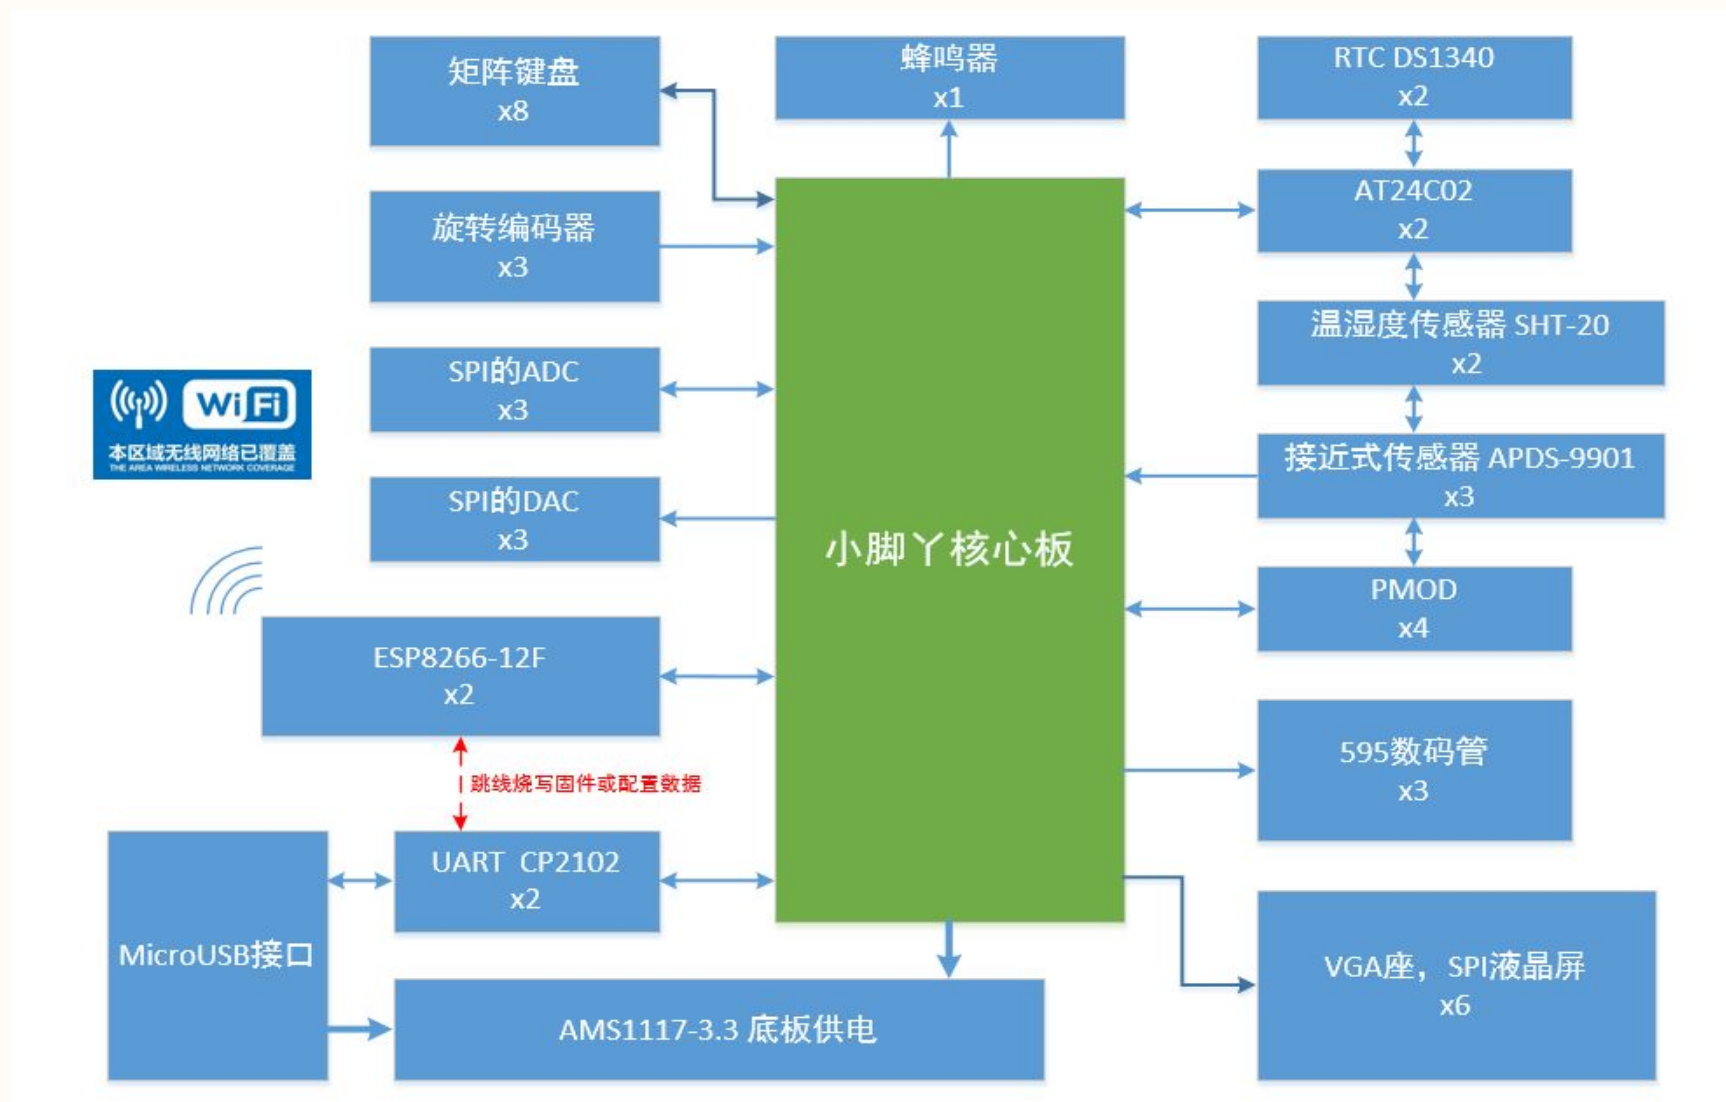 矩阵键盘
x8
蜂鸣器
x1
RTC DS1340
x2
旋转编码器
x3
AT24C02
x2
SPI的ADC
x3
温湿度传感器 SHT-20
x2
WiFi
本区域无线网络已覆盖
THE AREA WIRELESS NETWORK COVERAGE
SPI的DAC
x3
接近式传感器 APDS-9901
x3
小脚丫核心板
PMOD
x4
ESP8266-12F
x2
跳线烧写固件或配置数据
595数码管
x3
UART CP2102
x2
MicroUSB接口
VGA座，SPI液晶屏
x6
AMS1117-3.3 底板供电